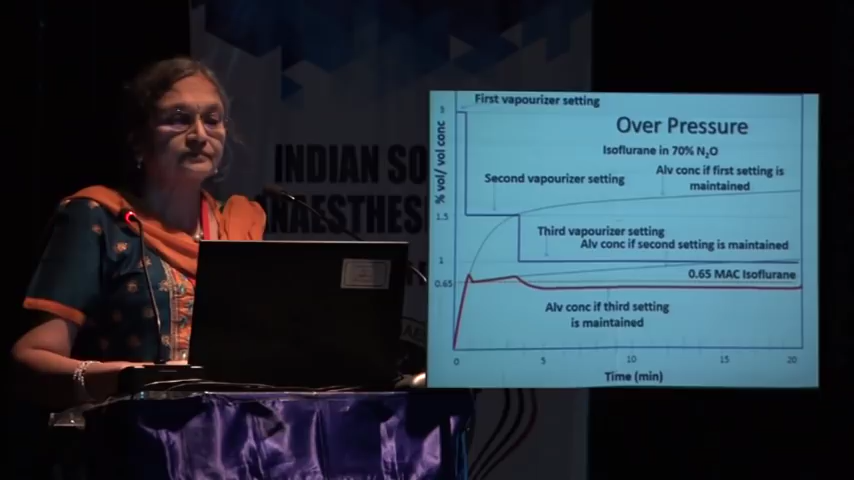 INDIAN SO
NAESTHES
First vapourizer setting
Over Pressure
Isoflurane in 70% N₂O
% vol/ vol conc
Second vapourizer setting
Alv conc if first setting is
maintained
1.5
Third vapourizer setting
Alv conc if second setting is maintained
1
0.65 MAC Isoflurane
0.65
Alv conc if third setting
is maintained
0
5
10
15
20
Time (min)